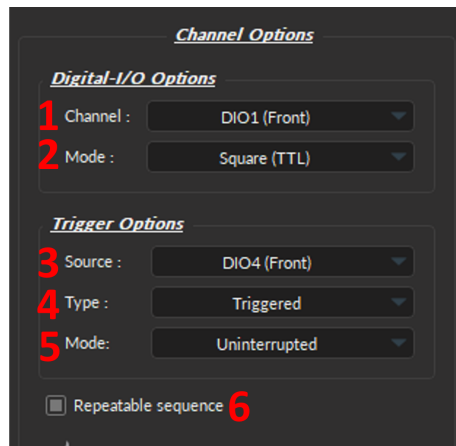 Channel Options
Digital-I/O Options
1 Channel : DIO1 (Front)
2 Mode : Square (TTL)
Trigger Options
3 Source : DIO4 (Front)
4 Type : Triggered
5 Mode: Uninterrupted
Repeatable sequence 6